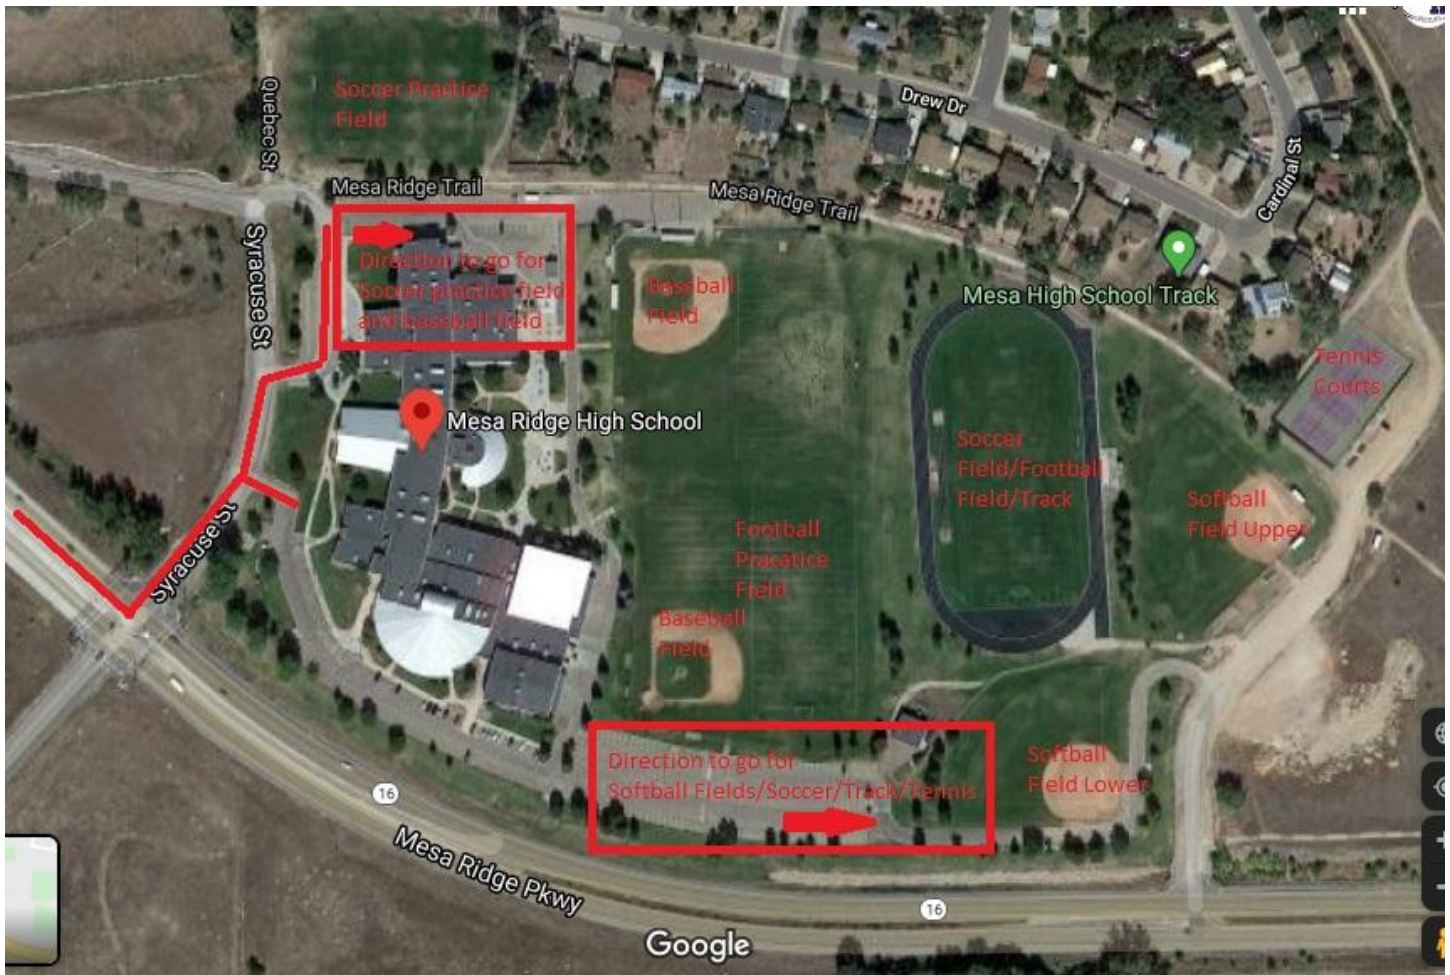 Soccer Practice
Field
Quebec St
Drew Dr
Cardinal St
Mesa Ridge Trail
Mesa Ridge Trail
Syracuse St
Direction to go for
Soccer practice field
and baseball field
Baseball
Field
Mesa High School Track
Tennis
Courts
Mesa Ridge High School
Soccer
Field/Football
Field/Track
Softball
Field Upper
Syracuse St
Football
Pracatice
Field
Baseball
Field
Direction to go for
Softball Fields/Soccer/Track/Tennis
Softball
Field Lower
16
Mesa Ridge Pkwy
16
Google